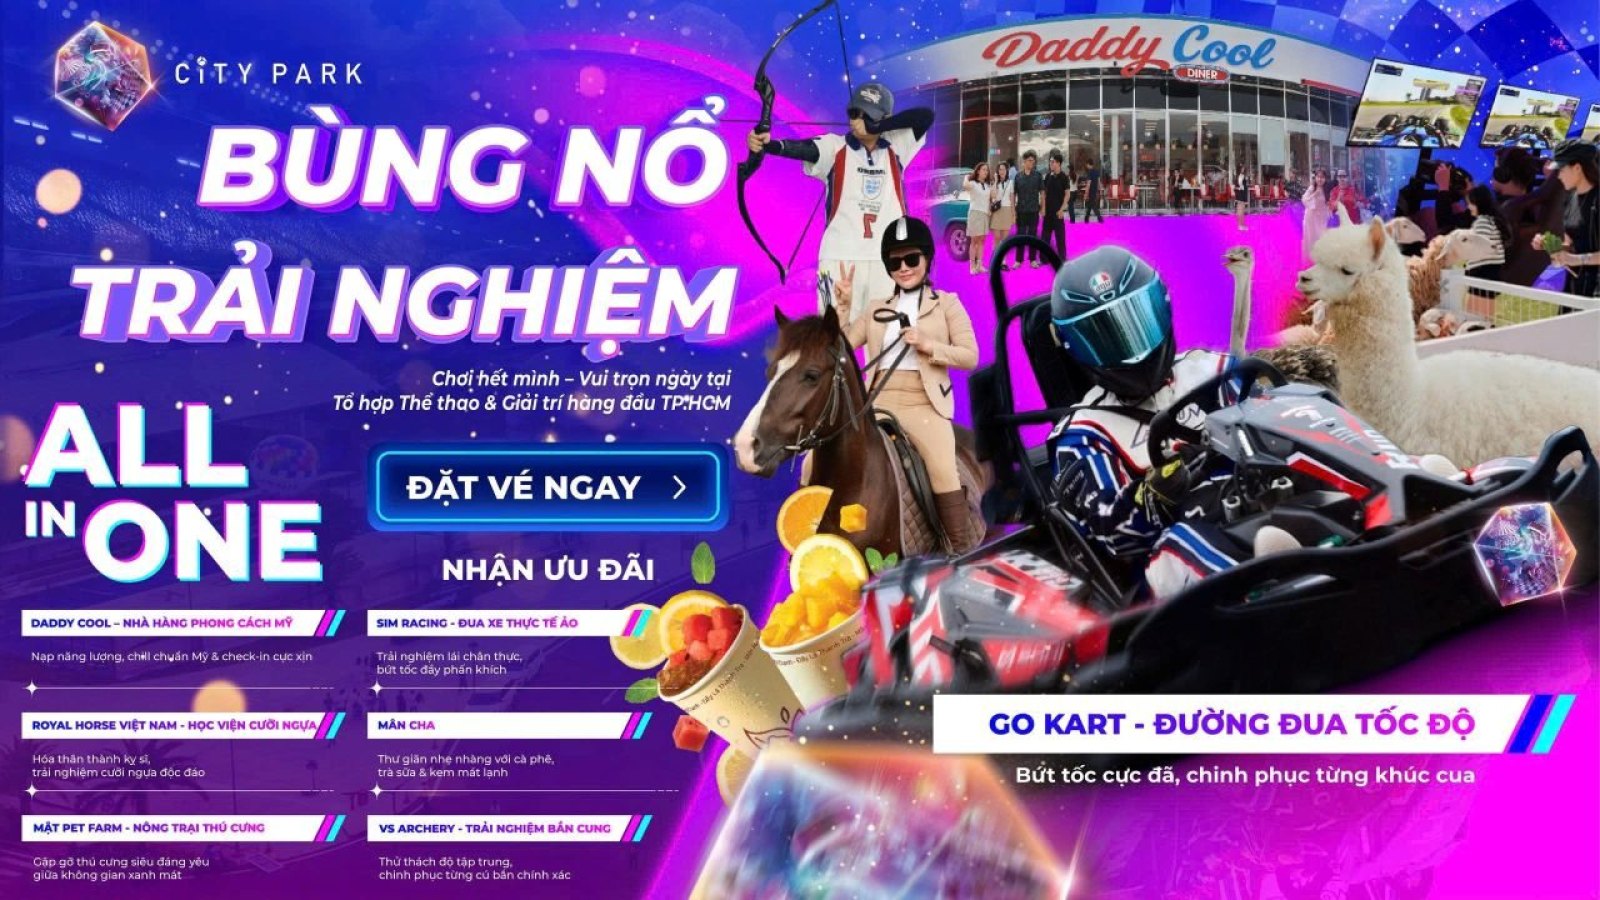 CiTY PARK
BÙNG NỔ
TRẢI NGHIỆM
Chơi hết mình – Vui trọn ngày tại
Tổ hợp Thể thao & Giải trí hàng đầu TP.HCM
ALL
IN ONE
ĐẶT VÉ NGAY
NHẬN ƯU ĐÃI
DADDY COOL – NHÀ HÀNG PHONG CÁCH MỸ
Nạp năng lượng, chill chuẩn Mỹ & check-in cực xịn
SIM RACING - ĐUA XE THỰC TẾ ẢO
Trải nghiệm lái chân thực,
bứt tốc đầy phấn khích
ROYAL HORSE VIỆT NAM - HỌC VIỆN CƯỠI NGỰA
Hóa thân thành kỵ sĩ,
trải nghiệm cưỡi ngựa độc đáo
MÂN CHA
Thư giãn nhẹ nhàng với cà phê,
trà sữa & kem mát lạnh
MẬT PET FARM - NÔNG TRẠI THÚ CƯNG
Gặp gỡ thú cưng siêu đáng yêu
giữa không gian xanh mát
VS ARCHERY - TRẢI NGHIỆM BẮN CUNG
Thử thách độ tập trung,
chinh phục từng cú bắn chính xác
Daddy Cool
DINER
7
GO KART - ĐƯỜNG ĐUA TỐC ĐỘ
Bứt tốc cực đã, chinh phục từng khúc cua